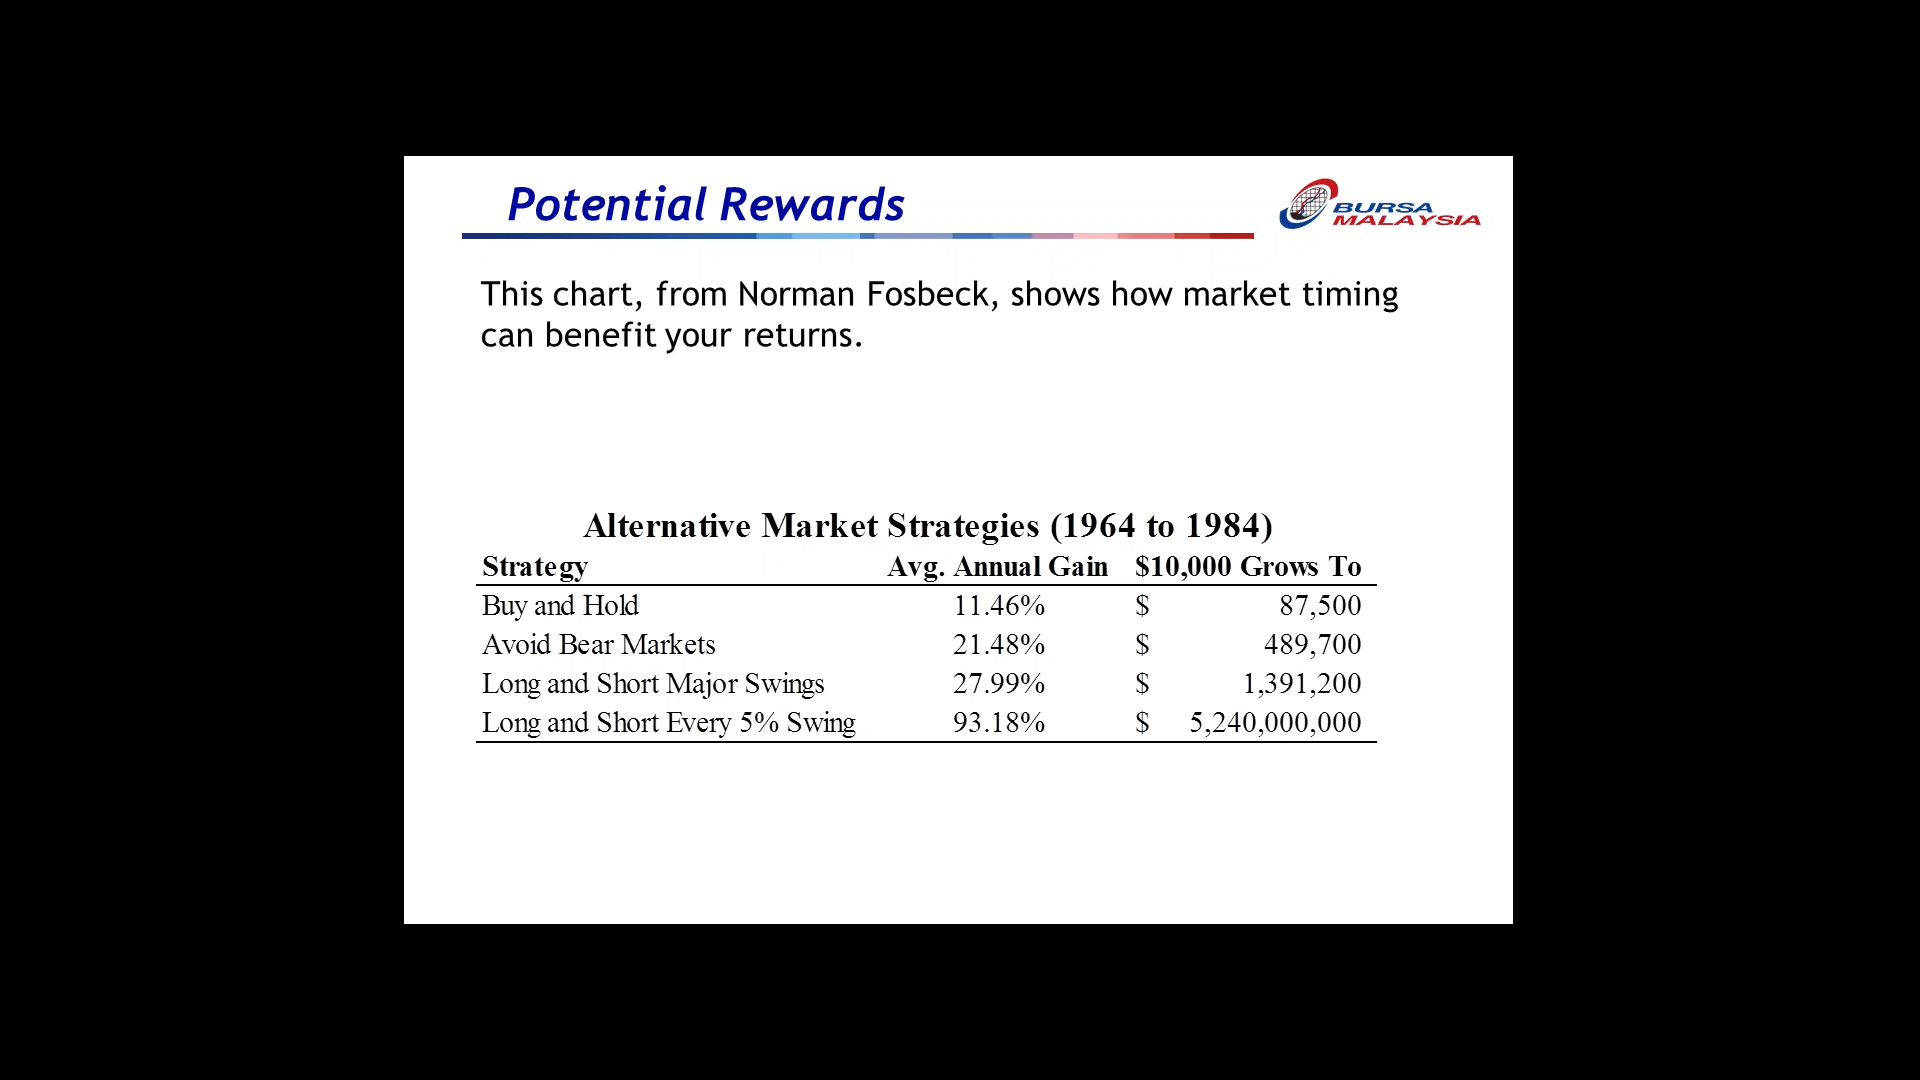 Potential Rewards
BURSA
MALAYSIA
This chart, from Norman Fosbeck, shows how market timing
can benefit your returns.
Alternative Market Strategies (1964 to 1984)
Strategy Avg. Annual Gain $10,000 Grows To
Buy and Hold 11.46% $ 87,500
Avoid Bear Markets 21.48% $ 489,700
Long and Short Major Swings 27.99% $ 1,391,200
Long and Short Every 5% Swing 93.18% $ 5,240,000,000